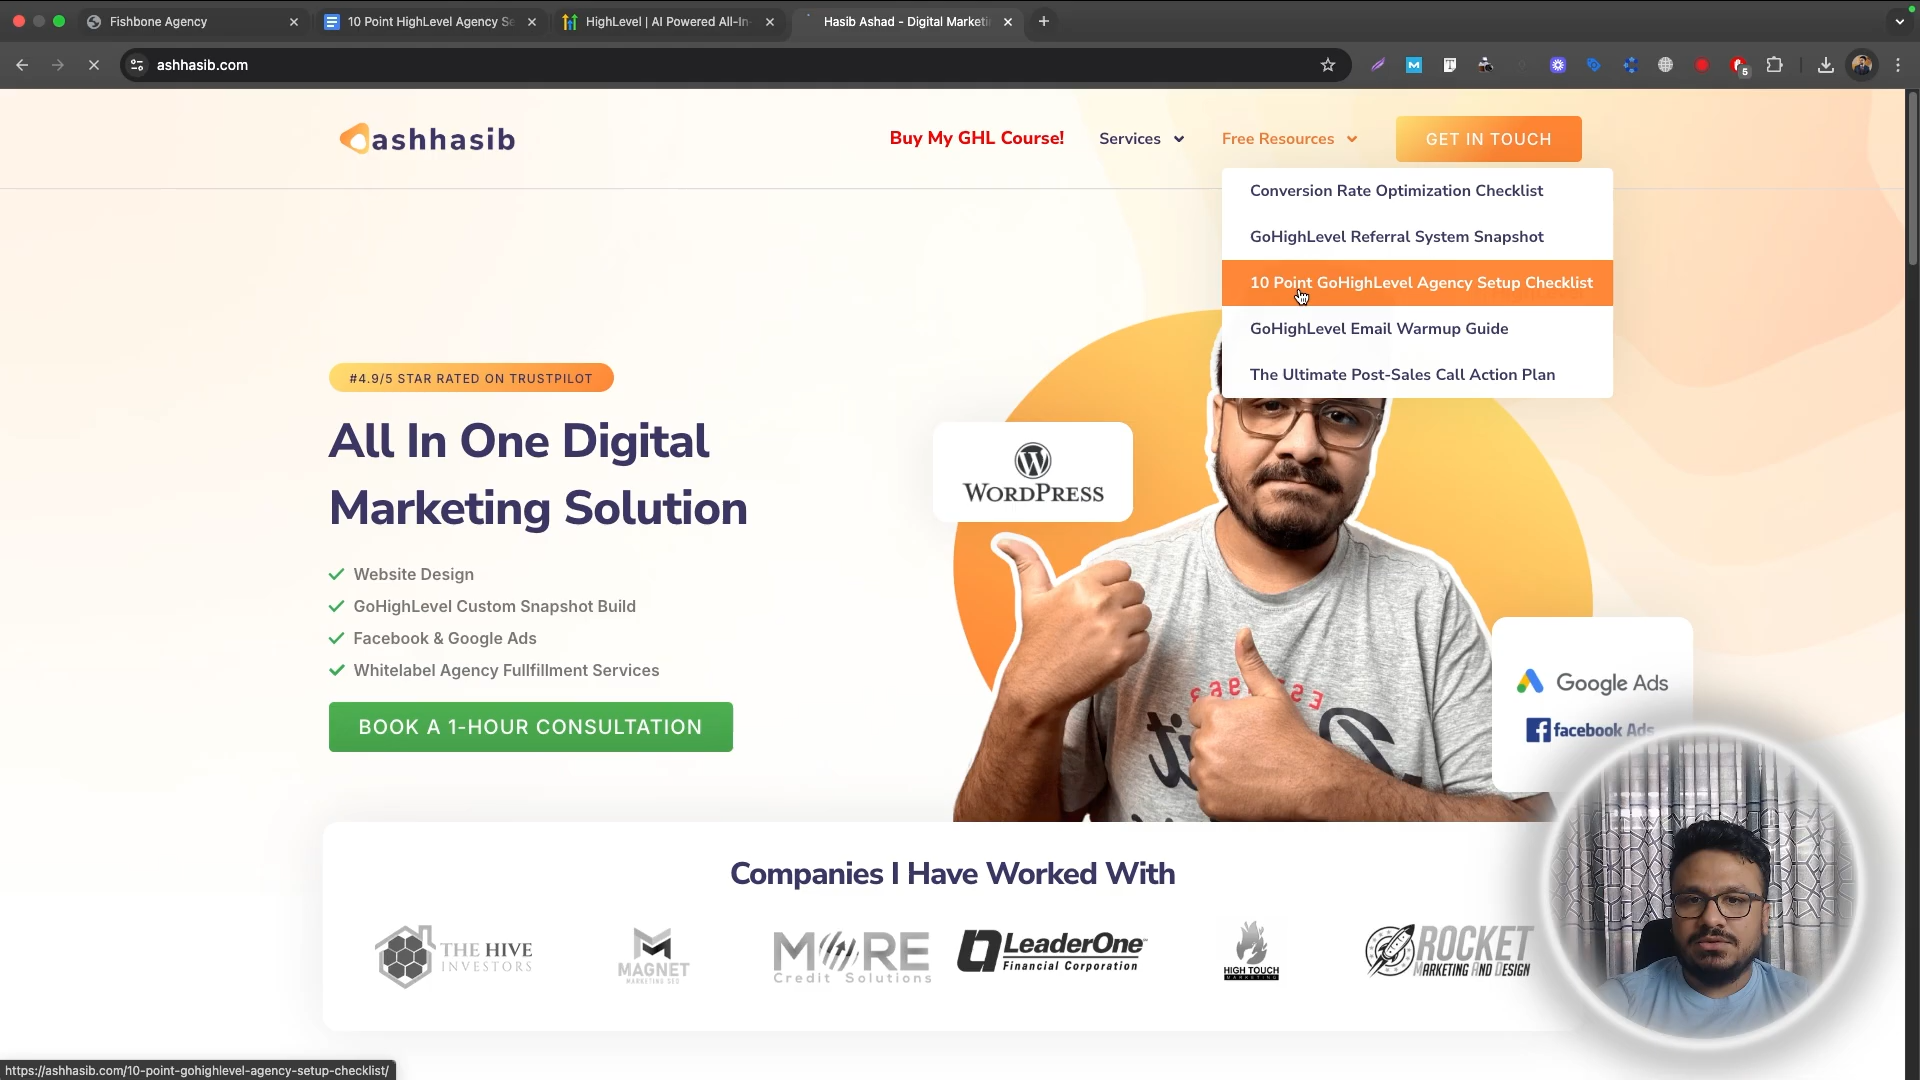 Fishbone Agency
10 Point HighLevel Agency Se
HighLevel | AI Powered All-In-
Hasib Ashad - Digital Marketi
ashhasib.com
5
ashhasib
Buy My GHL Course!
Services
Free Resources
GET IN TOUCH
Conversion Rate Optimization Checklist
GoHighLevel Referral System Snapshot
10 Point GoHighLevel Agency Setup Checklist
GoHighLevel Email Warmup Guide
The Ultimate Post-Sales Call Action Plan
#4.9/5 STAR RATED ON TRUSTPILOT
All In One Digital
Marketing Solution
Website Design
GoHighLevel Custom Snapshot Build
Facebook & Google Ads
Whitelabel Agency Fullfillment Services
BOOK A 1-HOUR CONSULTATION
WORDPRESS
Google Ads
facebook Ads
Companies I Have Worked With
THE HIVE
INVESTORS
MAGNET
MARKETING SEO
MORE
Credit Solutions
LeaderOne
Financial Corporation
HIGH TOUCH
MARKETING
ROCKET
MARKETING AND DESIGN
https://ashhasib.com/10-point-gohighlevel-agency-setup-checklist/